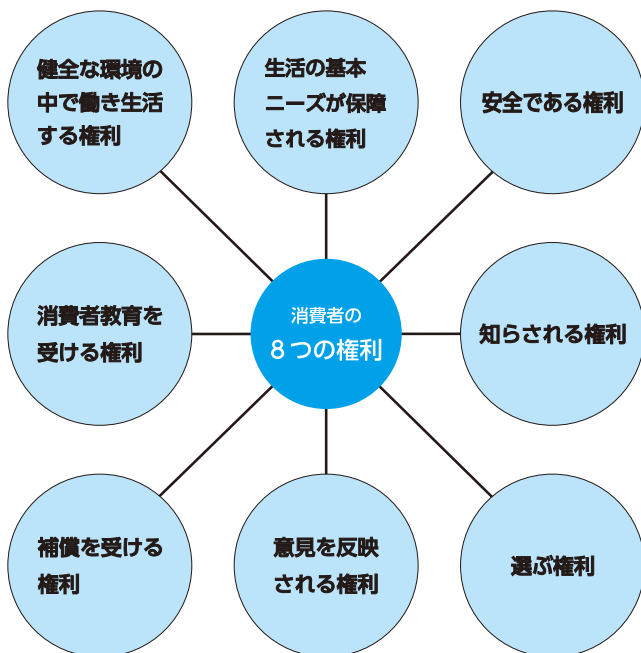 健全な環境の
中で働き生活
する権利
生活の基本
ニーズが保障
される権利
安全である権利
消費者教育を
受ける権利
消費者の
8つの権利
知らされる権利
補償を受ける
権利
意見を反映
される権利
選ぶ権利